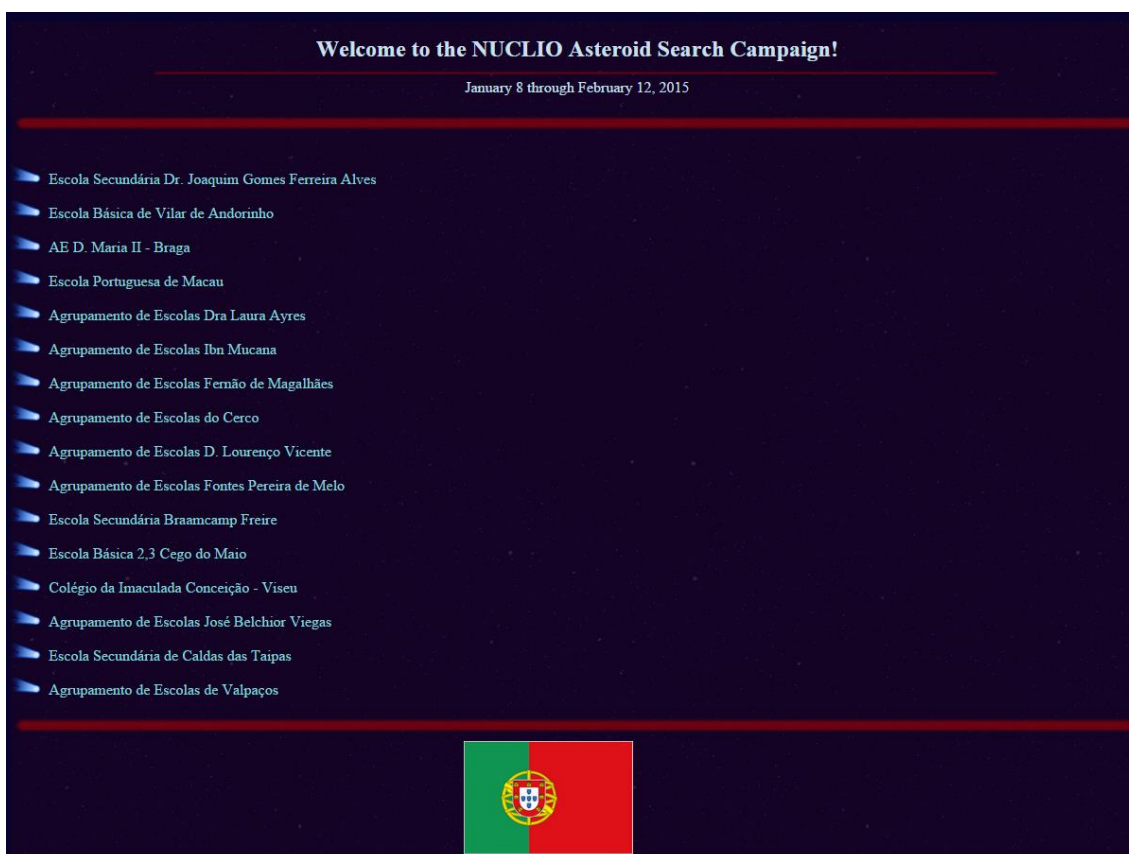 Welcome to the NUCLIO Asteroid Search Campaign!
January 8 through February 12, 2015
Escola Secundária Dr. Joaquim Gomes Ferreira Alves
Escola Básica de Vilar de Andorinho
AE D. Maria II - Braga
Escola Portuguesa de Macau
Agrupamento de Escolas Dra Laura Ayres
Agrupamento de Escolas Ibn Mucana
Agrupamento de Escolas Fernão de Magalhães
Agrupamento de Escolas do Cerco
Agrupamento de Escolas D. Lourenço Vicente
Agrupamento de Escolas Fontes Pereira de Melo
Escola Secundária Braamcamp Freire
Escola Básica 2,3 Cego do Maio
Colégio da Imaculada Conceição - Viseu
Agrupamento de Escolas José Belchior Viegas
Escola Secundária de Caldas das Taipas
Agrupamento de Escolas de Valpaços